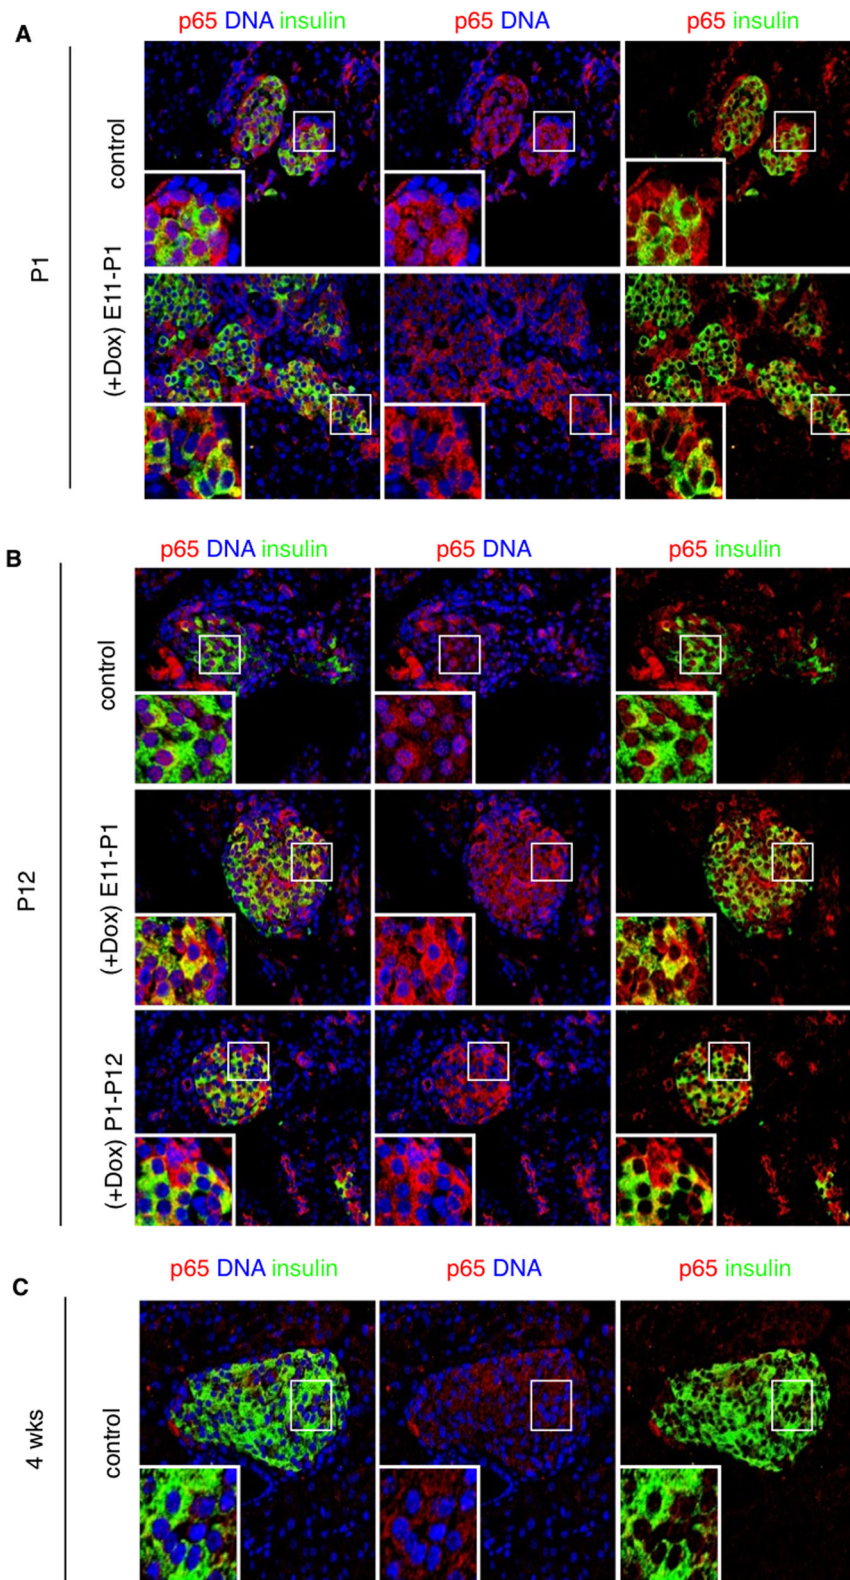 A
p65 DNA insulin
p65 DNA
p65 insulin
P1
control
(+Dox) E11-P1
B
p65 DNA insulin
p65 DNA
p65 insulin
P12
control
(+Dox) E11-P1
(+Dox) P1-P12
C
p65 DNA insulin
p65 DNA
p65 insulin
4 wks
control